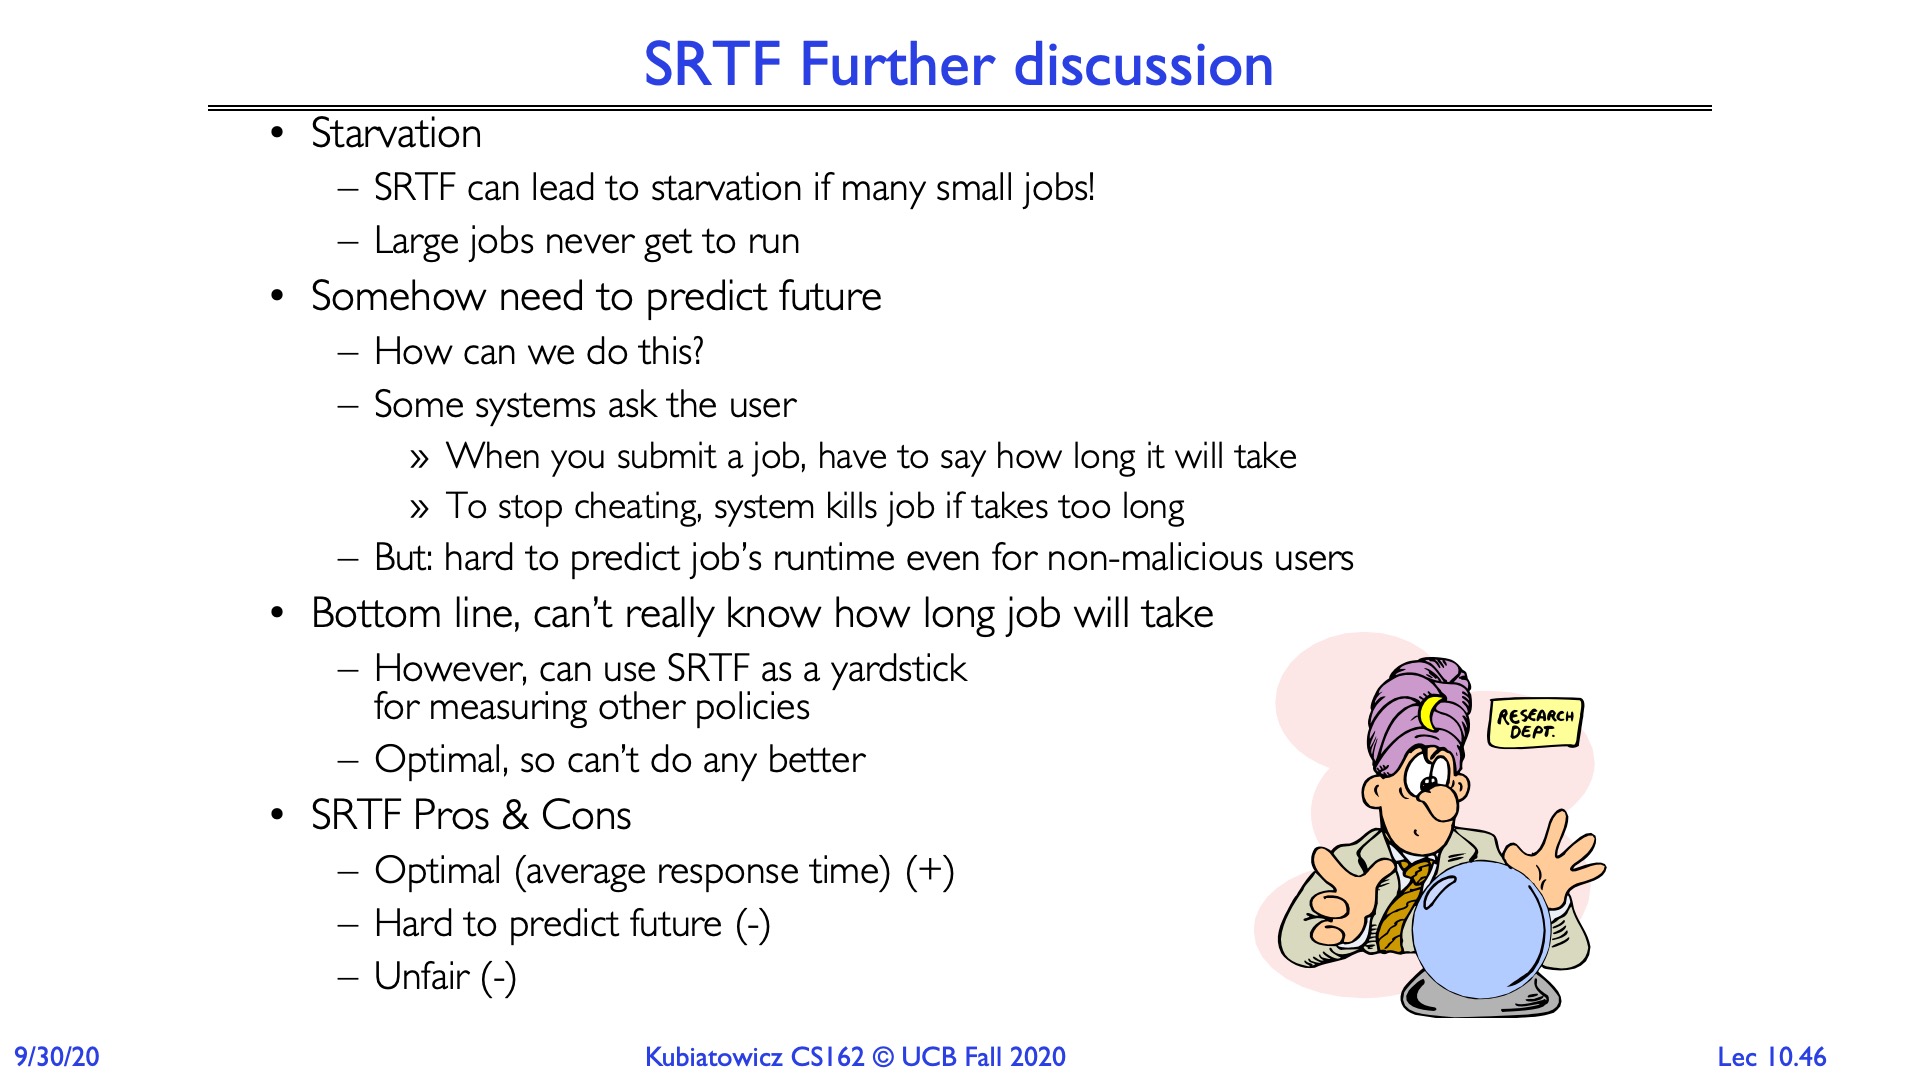 SRTF Further discussion
• Starvation
– SRTF can lead to starvation if many small jobs!
– Large jobs never get to run
• Somehow need to predict future
– How can we do this?
– Some systems ask the user
» When you submit a job, have to say how long it will take
» To stop cheating, system kills job if takes too long
– But: hard to predict job’s runtime even for non-malicious users
• Bottom line, can’t really know how long job will take
– However, can use SRTF as a yardstick
for measuring other policies
– Optimal, so can’t do any better
• SRTF Pros & Cons
– Optimal (average response time) (+)
– Hard to predict future (-)
– Unfair (-)
RESEARCH
DEPT.
9/30/20
Kubiatowicz CS162 © UCB Fall 2020
Lec 10.46